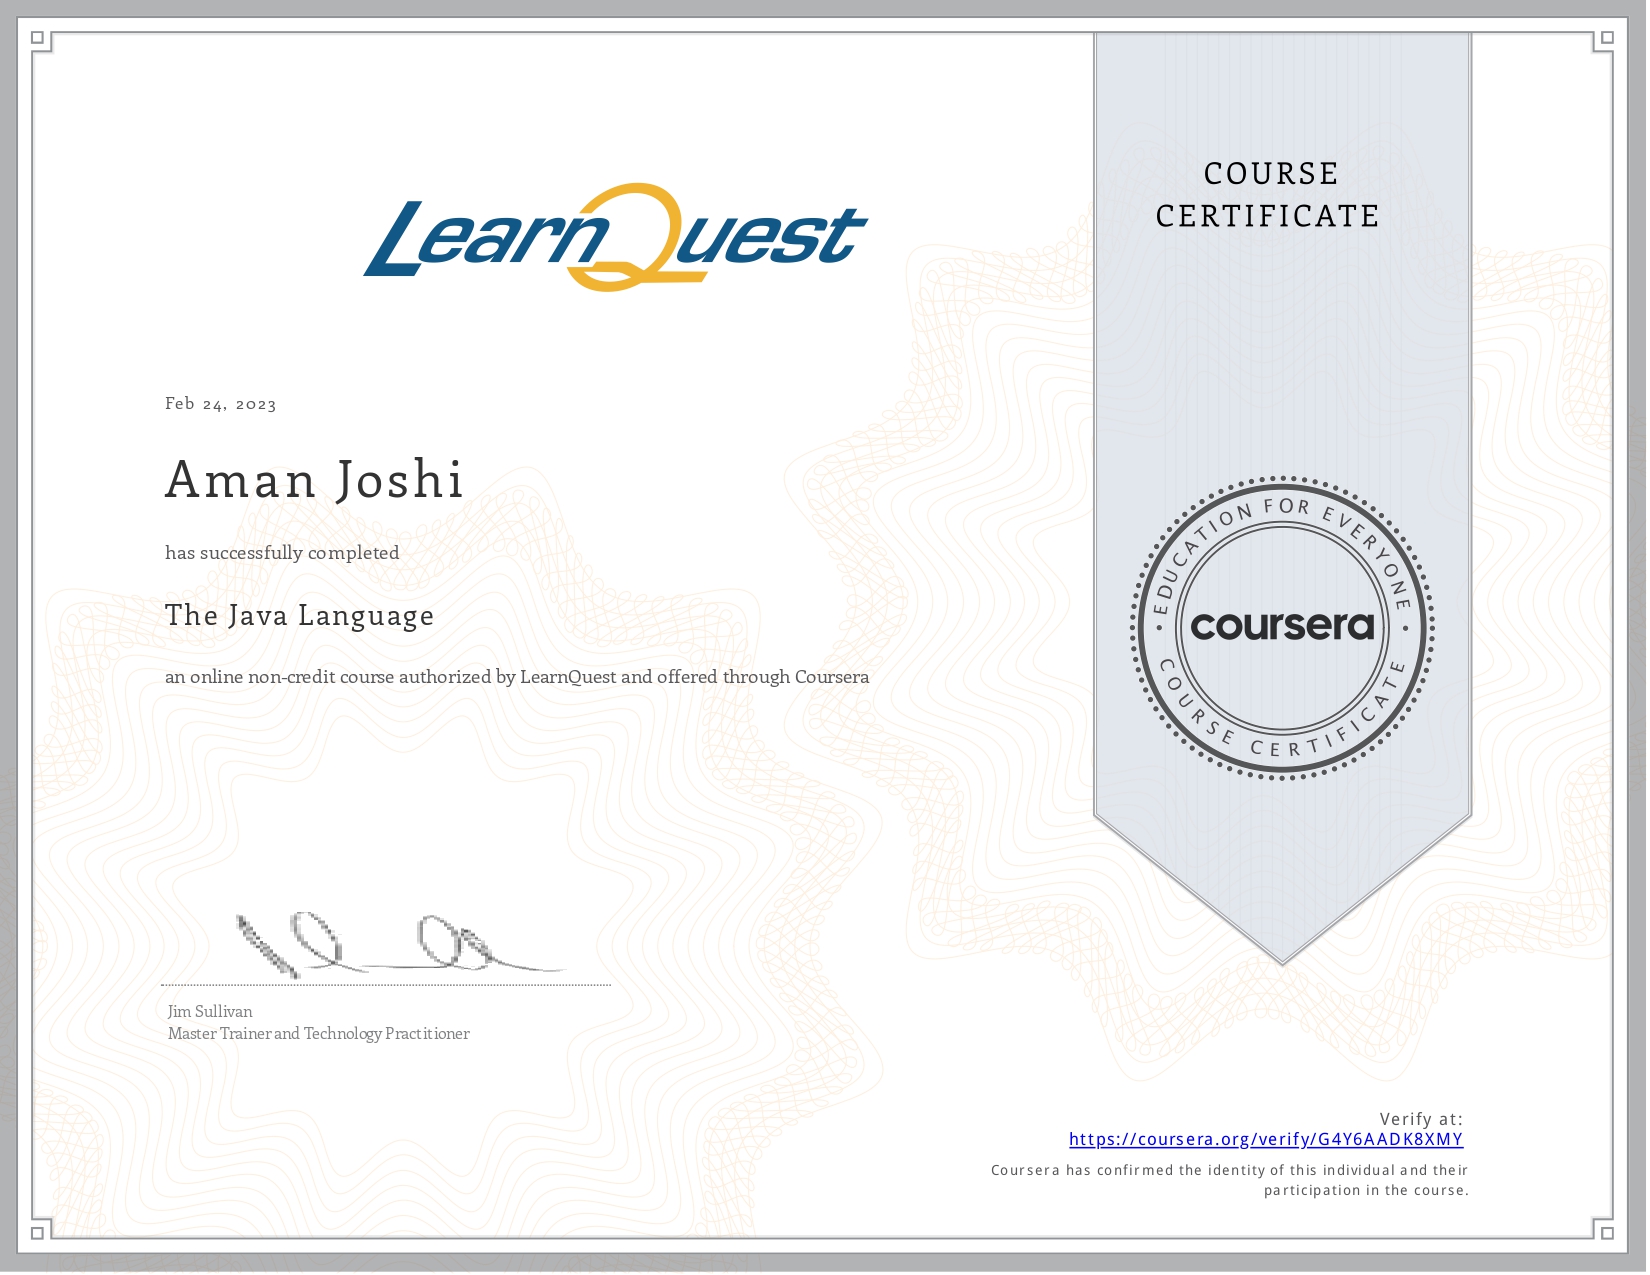 LearnQuest
COURSE
CERTIFICATE
Feb 24, 2023
Aman Joshi
has successfully completed
The Java Language
an online non-credit course authorized by LearnQuest and offered through Coursera
EDUCATION FOR EVERYONE
coursera
COURSE CERTIFICATE
Jim Sullivan
Master Trainer and Technology Practitioner
Verify at:
https://coursera.org/verify/G4Y6AADK8XMY
Coursera has confirmed the identity of this individual and their
participation in the course.